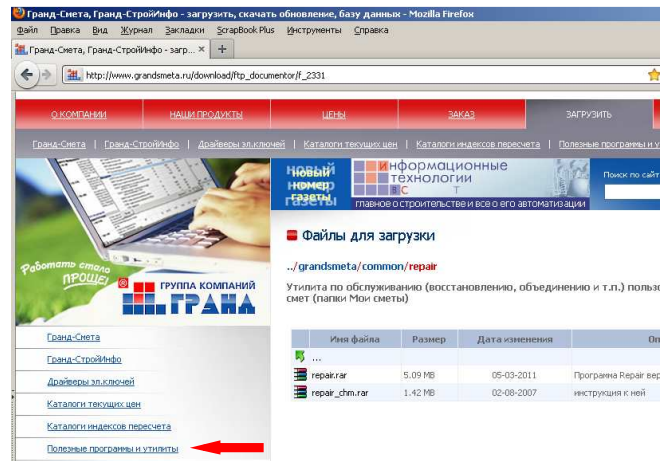 Гранд-Смета, Гранд-СтройИнфо - загрузить, скачать обновление, базу данных - Mozilla Firefox
Файл Правка Вид Журнал Закладки ScrapBook Plus Инструменты Справка
Гранд-Смета, Гранд-СтройИнфо - загр... × +
http://www.grandsmeta.ru/download/ftp_documentor/f_2331
О КОМПАНИИ НАШИ ПРОДУКТЫ ЦЕНЫ ЗАКАЗ ЗАГРУЗИТЬ
Гранд-Смета | Гранд-СтройИнфо | Драйверы эл.ключей | Каталоги текущих цен | Каталоги индексов пересчета | Полезные программы и у
новый
номер
газеты
информационные
технологии
в с т
главное о строительстве и все о его автоматизации
Поиск по сайт
Файлы для загрузки
../grandsmeta/common/repair
Утилита по обслуживанию (восстановлению, объединению и т.п.) польз
смет (папки Мои сметы)
Работать стало
ПРОЩЕ!
®
ГРУППА КОМПАНИЙ
ГРАНД
Имя файла Размер Дата изменения Оп
...
repair.rar 5.09 MB 05-03-2011 Программа Repair вер
repair_chm.rar 1.42 MB 02-08-2007 инструкция к ней
Гранд-Смета
Гранд-СтройИнфо
Драйверы эл.ключей
Каталоги текущих цен
Каталоги индексов пересчета
Полезные программы и утилиты